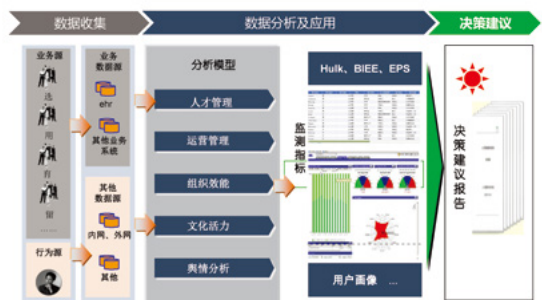 数据收集
数据分析及应用
决策建议
业务源
选
用
育
留
……
行为源
业务
数据源
ehr
其他业务
系统
其他
数据源
内网、外网
其他
分析模型
人才管理
运营管理
组织效能
文化活力
舆情分析
监测指标
Hulk、BIEE、EPS
用户画像 ...
决策建议报告